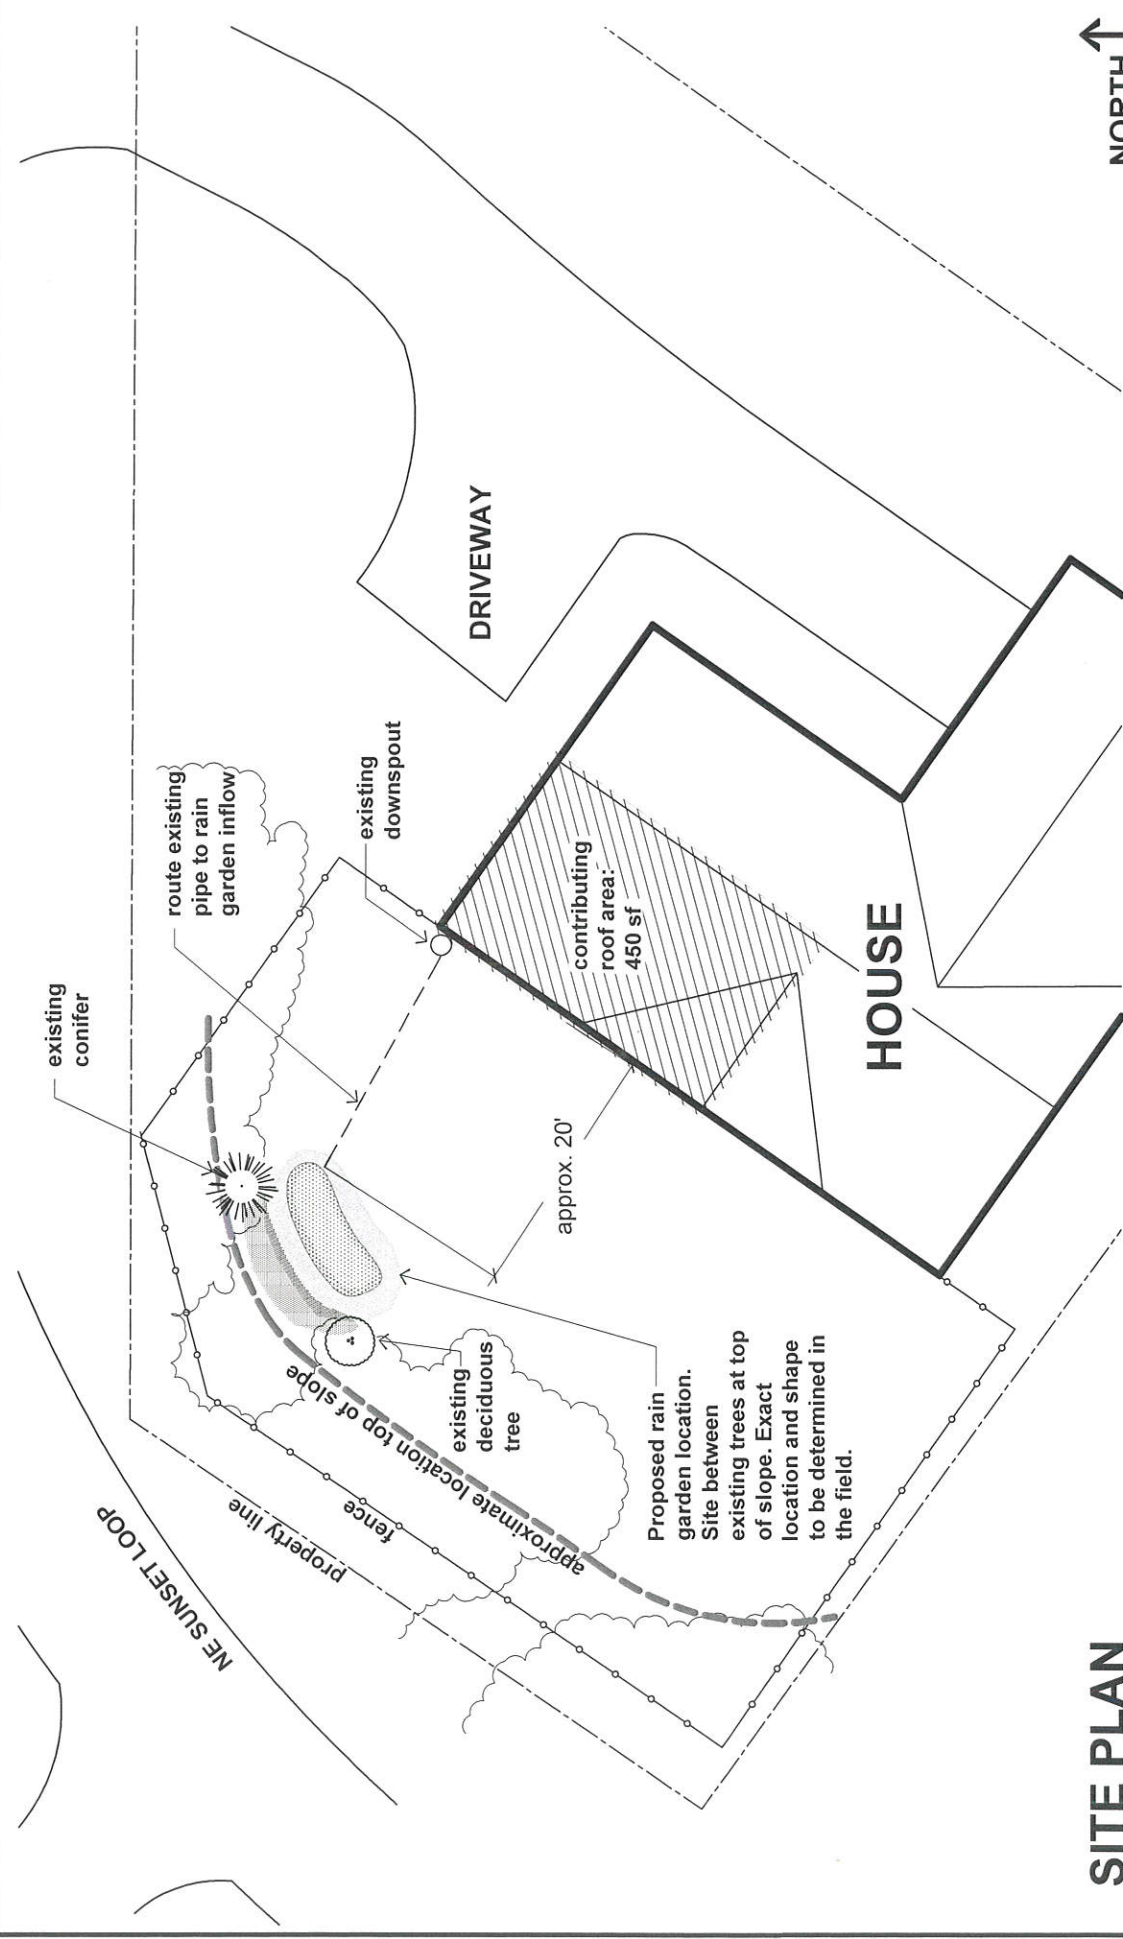 existing
conifer
route existing
pipe to rain
garden inflow
existing
downspout
DRIVEWAY
contributing
roof area:
450 sf
HOUSE
approx. 20'
NE SUNSET LOOP
property line
fence
approximate location top of slope
existing
deciduous
tree
Proposed rain
garden location.
Site between
existing trees at top
of slope. Exact
location and shape
to be determined in
the field.
SITE PLAN
NORTH